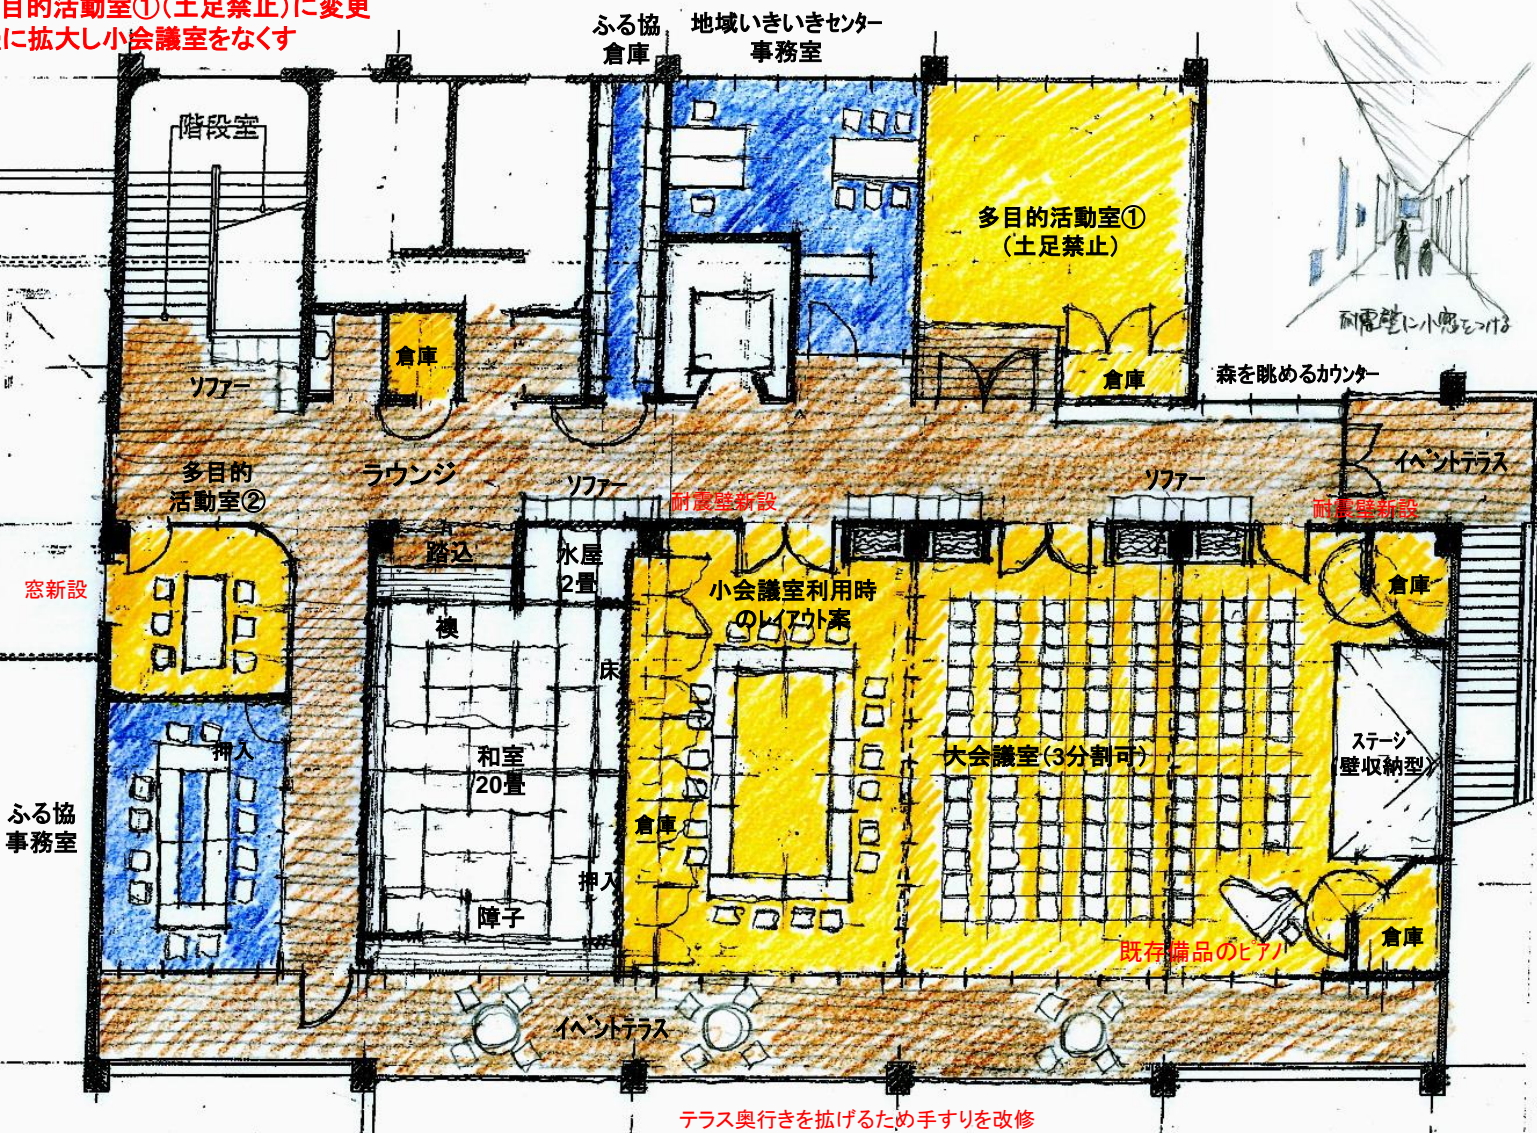 目的活動室①(土足禁止)に変更
に拡大し小会議室をなくす
ふる協
倉庫
地域いきいきセンター
事務室
階段室
多目的活動室①
(土足禁止)
耐震壁に小窓をつける
倉庫
ソファー
倉庫
森を眺めるカウンター
多目的
活動室②
ラウンジ
ソファー
耐震壁新設
ソファー
イベントテラス
耐震壁新設
窓新設
踏込
水屋
2畳
小会議室利用時
のレイアウト案
倉庫
襖
床
押入
和室
20畳
大会議室(3分割可)
ステージ
(壁収納型)
ふる協
事務室
倉庫
押入
障子
既存備品のピアノ
倉庫
イベントテラス
テラス奥行きを拡げるため手すりを改修